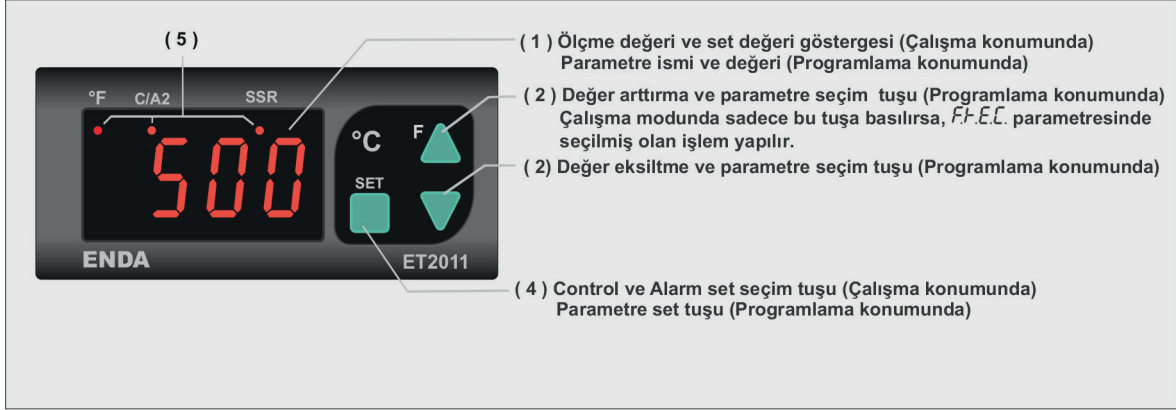 ( 5 )
( 1 ) Ölçme değeri ve set değeri göstergesi (Çalışma konumunda)
Parametre ismi ve değeri (Programlama konumunda)
°F C/A2 SSR
500
°C
F
SET
ENDA
ET2011
( 2 ) Değer arttırma ve parametre seçim tuşu (Programlama konumunda)
Çalışma modunda sadece bu tuşa basılırsa, parametresinde
seçilmiş olan işlem yapılır.
( 2) Değer eksiltme ve parametre seçim tuşu (Programlama konumunda)
( 4 ) Control ve Alarm set seçim tuşu (Çalışma konumunda)
Parametre set tuşu (Programlama konumunda)